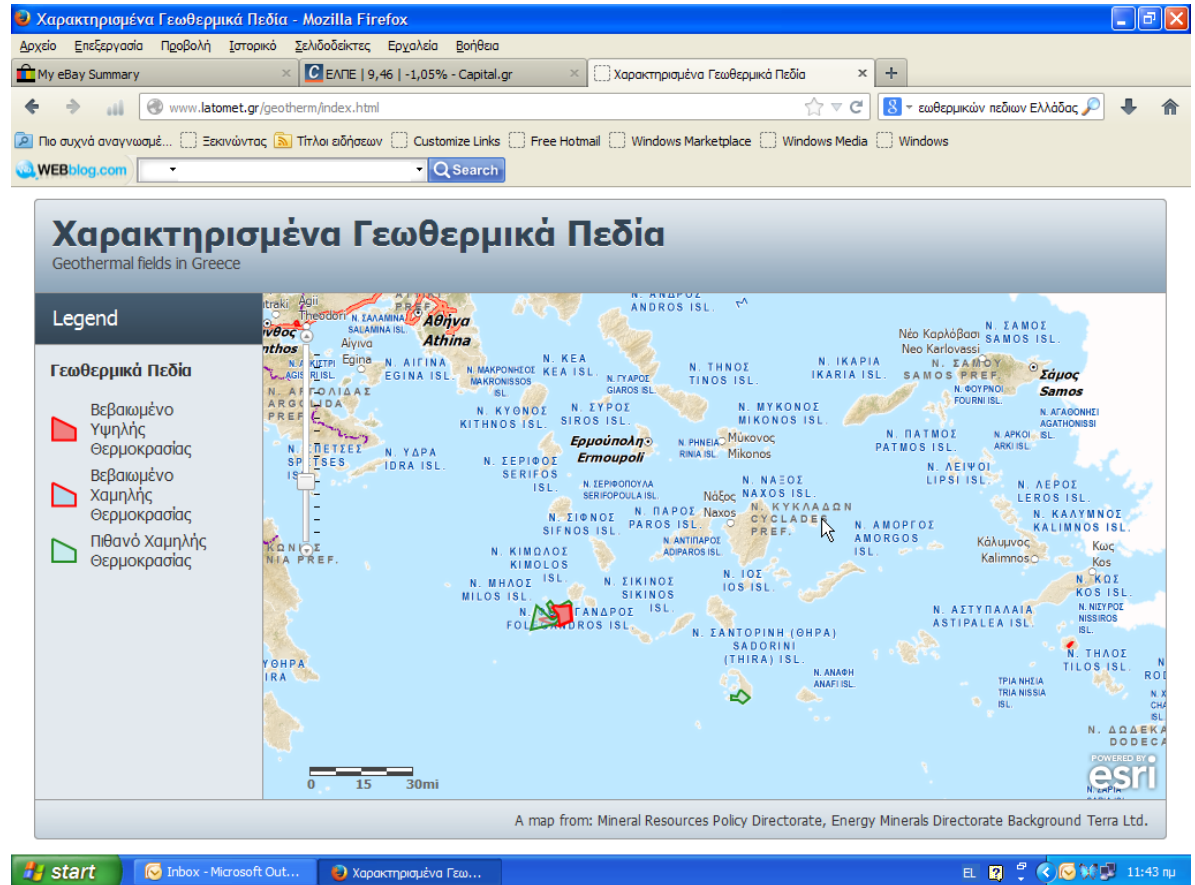 Χαρακτηρισμένα Γεωθερμικά Πεδία - Mozilla Firefox
Αρχείο Επεξεργασία Προβολή Ιστορικό Σελιδοδείκτες Εργαλεία Βοήθεια
My eBay Summary
ΕΛΠΕ | 9,46 | -1,05% - Capital.gr
Χαρακτηρισμένα Γεωθερμικά Πεδία
www.latomet.gr/geotherm/index.html
εωθερμικών πεδιων Ελλάδας
Πιο συχνά αναγνωσμέ... Ξεκινώντας Τίτλοι ειδήσεων Customize Links Free Hotmail Windows Marketplace Windows Media Windows
WEBblog.com
Search
Χαρακτηρισμένα Γεωθερμικά Πεδία
Geothermal fields in Greece
Legend
Γεωθερμικά Πεδία
Βεβαιωμένο
Υψηλής
Θερμοκρασίας
Βεβαιωμένο
Χαμηλής
Θερμοκρασίας
Πιθανό Χαμηλής
Θερμοκρασίας
ANDROS ISL.
Agii
Theodori
Ν. ΣΑΛΑΜΙΝΑ
SALAMINA ISL.
Αθήνα
Athina
Αίγινα
Egina
Ν. ΑΙΓΙΝΑ
EGINA ISL.
Ν. ΜΑΚΡΟΝΗΣΟΣ
MAKRONISSOS
ISL.
Ν. ΚΕΑ
KEA ISL.
Ν. ΓΥΑΡΟΣ
GIAROS ISL.
Ν. ΤΗΝΟΣ
TINOS ISL.
Ν. ΙΚΑΡΙΑ
IKARIA ISL.
Νέο Καρλόβασι
Neo Karlovassi
Ν. ΣΑΜΟΣ
SAMOS ISL.
Ν. ΣΑΜΟΥ
SAMOS PREF.
Σάμος
Samos
Ν. ΦΟΥΡΝΟΙ
FOURNI ISL.
Ν. ΑΓΑΘΟΝΗΣΙ
AGATHONISSI
ISL.
Ν. ΚΥΘΝΟΣ
KITHNOS ISL.
Ν. ΣΥΡΟΣ
SIROS ISL.
Ν. ΜΥΚΟΝΟΣ
MIKONOS ISL.
Ερμούπολη
Ermoupoli
Ν. ΡΗΝΕΙΑ
RINIA ISL.
Μύκονος
Mikonos
Ν. ΠΑΤΜΟΣ
PATMOS ISL.
Ν. ΑΡΚΟΙ
ARKI ISL.
Ν. ΥΔΡΑ
IDRA ISL.
Ν. ΣΕΡΙΦΟΣ
SERIFOS
ISL.
Ν. ΣΕΡΙΦΟΠΟΥΛΑ
SERIFOPOULA ISL.
Νάξος
Naxos
Ν. ΝΑΞΟΣ
NAXOS ISL.
Ν. ΚΥΚΛΑΔΩΝ
CYCLADES
PREF.
Ν. ΛΕΙΨΟΙ
LIPSI ISL.
Ν. ΛΕΡΟΣ
LEROS ISL.
Ν. ΚΑΛΥΜΝΟΣ
KALIMNOS ISL.
Ν. ΣΙΦΝΟΣ
SIFNOS ISL.
Ν. ΠΑΡΟΣ
PAROS ISL.
Ν. ΑΝΤΙΠΑΡΟΣ
ADIPAROS ISL.
Ν. ΑΜΟΡΓΟΣ
AMORGOS
ISL.
Κάλυμνος
Kalimnos
Κως
Kos
Ν. ΚΩΣ
KOS ISL.
Ν. ΚΙΜΩΛΟΣ
KIMOLOS
ISL.
Ν. ΜΗΛΟΣ
MILOS ISL.
Ν. ΣΙΚΙΝΟΣ
SIKINOS
ISL.
Ν. ΙΟΣ
IOS ISL.
Ν. ΑΣΤΥΠΑΛΑΙΑ
ASTIPALEA ISL.
Ν. ΝΙΣΥΡΟΣ
NISSIROS
ISL.
Ν. ΣΑΝΤΟΡΙΝΗ (ΘΗΡΑ)
SADORINI
(THIRA) ISL.
Ν. ΑΝΑΦΗ
ANAFI ISL.
Ν. ΤΗΛΟΣ
TILOS ISL.
ΤΡΙΑ ΝΗΣΙΑ
TRIA NISSIA
ISL.
0 15 30mi
POWERED BY
esri
A map from: Mineral Resources Policy Directorate, Energy Minerals Directorate Background Terra Ltd.
start
Inbox - Microsoft Out...
Χαρακτηρισμένα Γεω...
EL
11:43 πμ